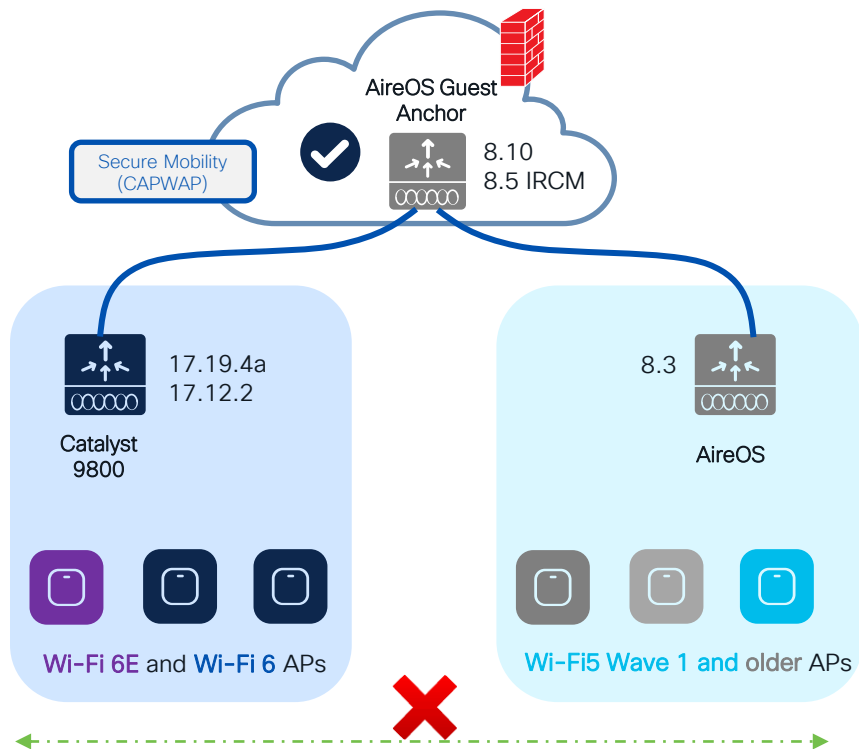 AireOS Guest
Anchor
Secure Mobility
(CAPWAP)
8.10
8.5 IRCM
17.19.4a
17.12.2
Catalyst
9800
8.3
AireOS
Wi-Fi 6E and Wi-Fi 6 APs
Wi-Fi5 Wave 1 and older APs